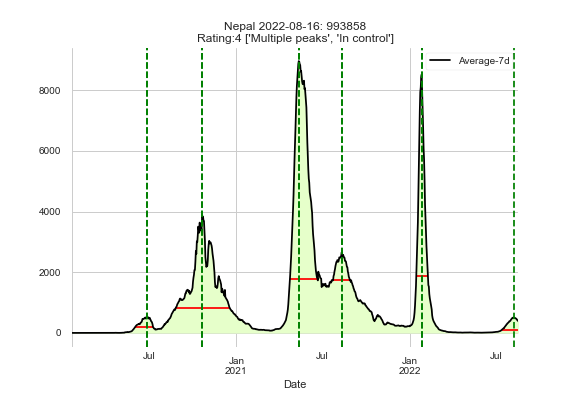 Nepal 2022-08-16: 993858
Rating:4 ['Multiple peaks', 'In control']
Average-7d
8000
6000
4000
2000
0
Jul
Jan
2021
Jul
Jan
2022
Jul
Date